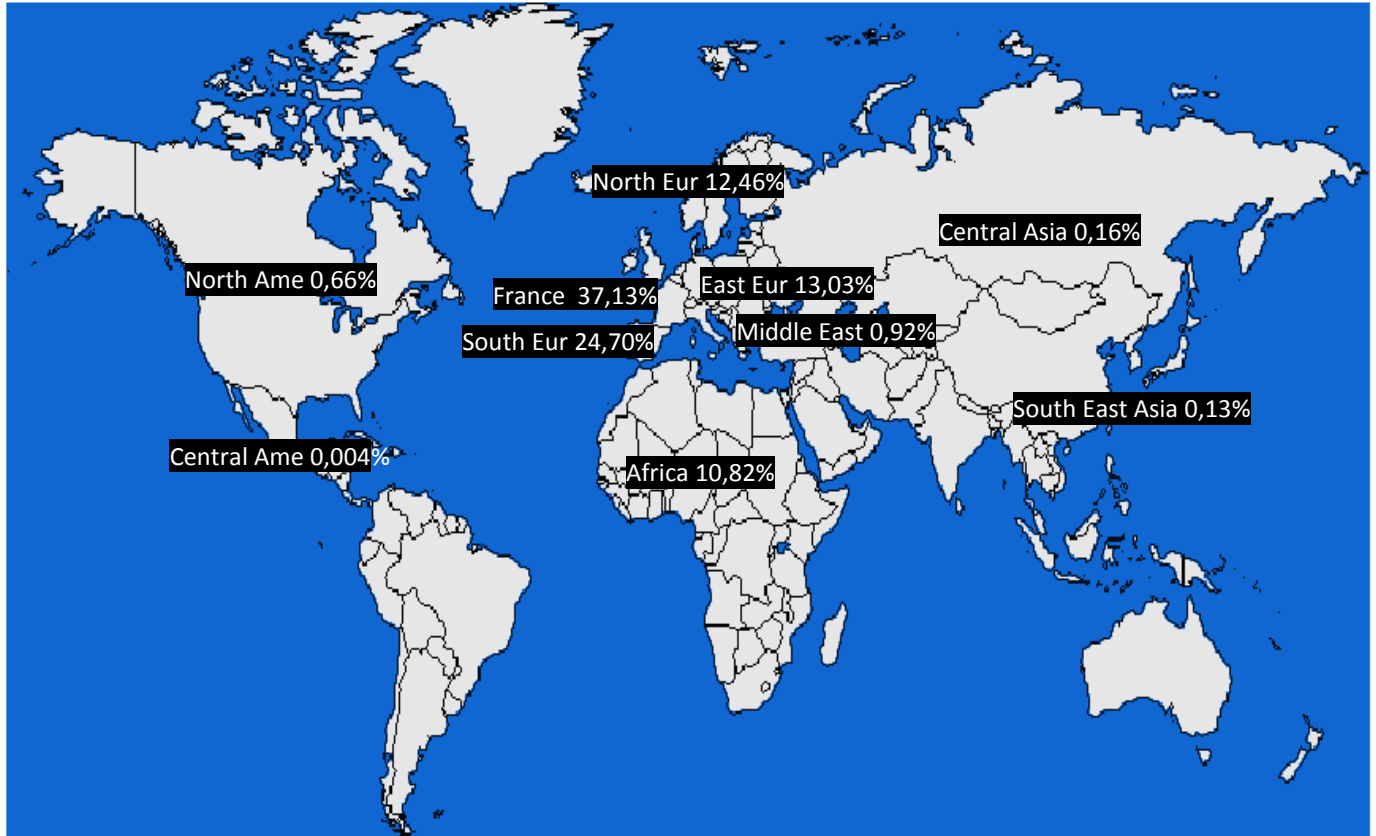 North Eur 12,46%
Central Asia 0,16%
North Ame 0,66%
France  37,13%
East Eur 13,03%
South Eur 24,70%
Middle East 0,92%
South East Asia 0,13%
Central Ame 0,004%
Africa 10,82%